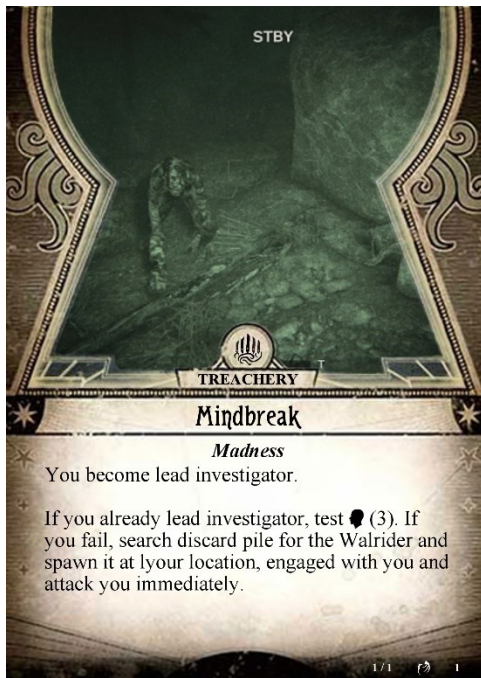 STBY
TREACHERY
Mindbreak
Madness
You become lead investigator.
If you already lead investigator, test (3). If
you fail, search discard pile for the Walrider and
spawn it at lyour location, engaged with you and
attack you immediately.
1/1 1